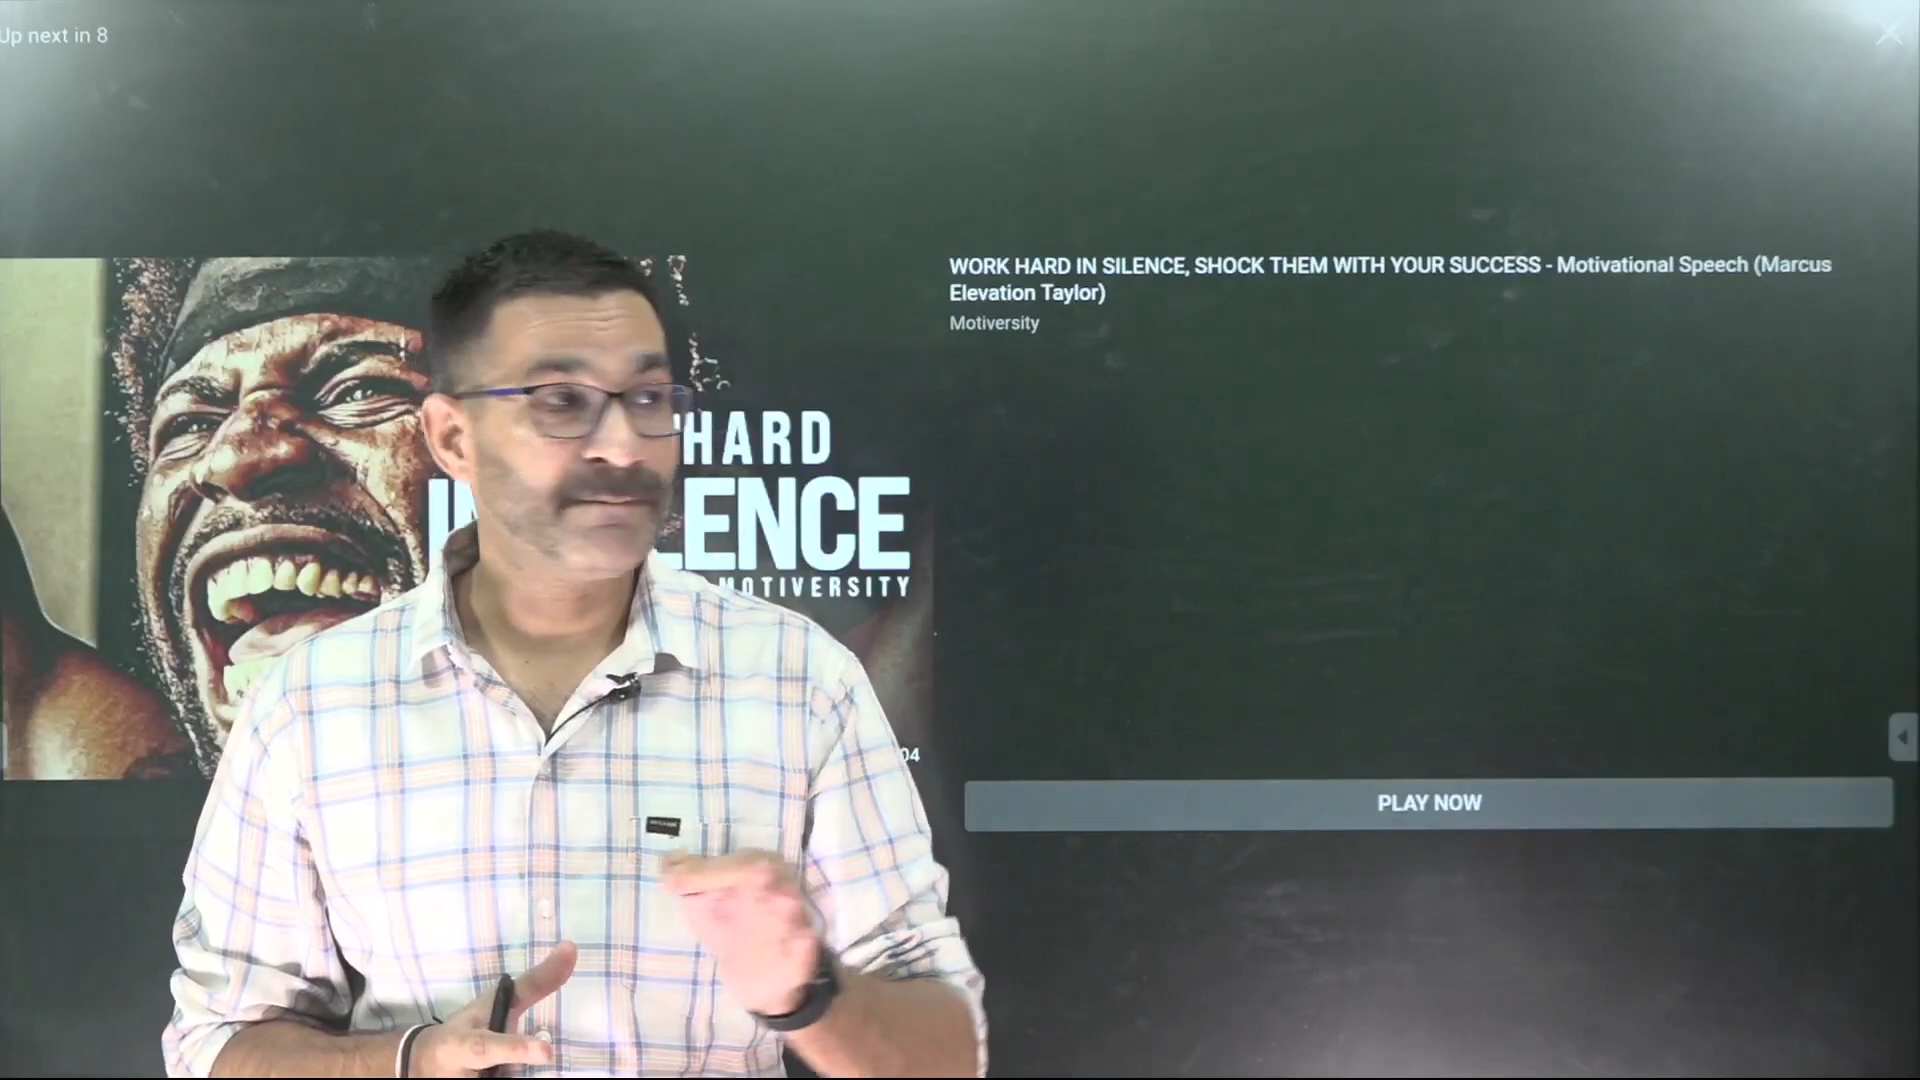 Up next in 8
WORK HARD IN SILENCE, SHOCK THEM WITH YOUR SUCCESS - Motivational Speech (Marcus
Elevation Taylor)
Motiversity
HARD
LENCE
MOTIVERSITY
04
PLAY NOW